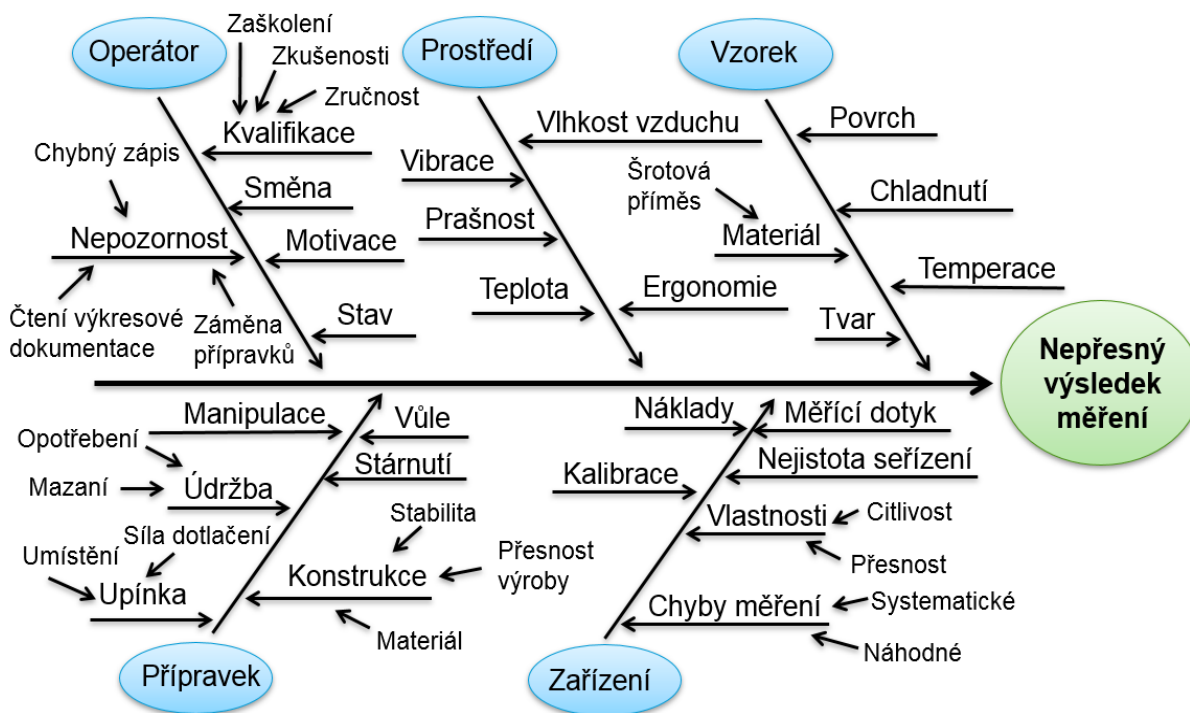 Operátor
Zaškolení
Zkušenosti
Zručnost
Kvalifikace
Chybný zápis
Směna
Nepozornost
Motivace
Čtení výkresové
dokumentace
Záměna
přípravků
Stav
Prostředí
Vlhkost vzduchu
Vibrace
Prašnost
Teplota
Ergonomie
Vzorek
Povrch
Šrotová
příměs
Chladnutí
Materiál
Temperace
Tvar
Nepřesný
výsledek
měření
Manipulace
Vůle
Opotřebení
Stárnutí
Mazaní
Údržba
Síla dotlačení
Stabilita
Umístění
Upínka
Konstrukce
Přesnost
výroby
Materiál
Přípravek
Náklady
Měřící dotyk
Kalibrace
Nejistota seřízení
Vlastnosti
Citlivost
Přesnost
Chyby měření
Systematické
Náhodné
Zařízení